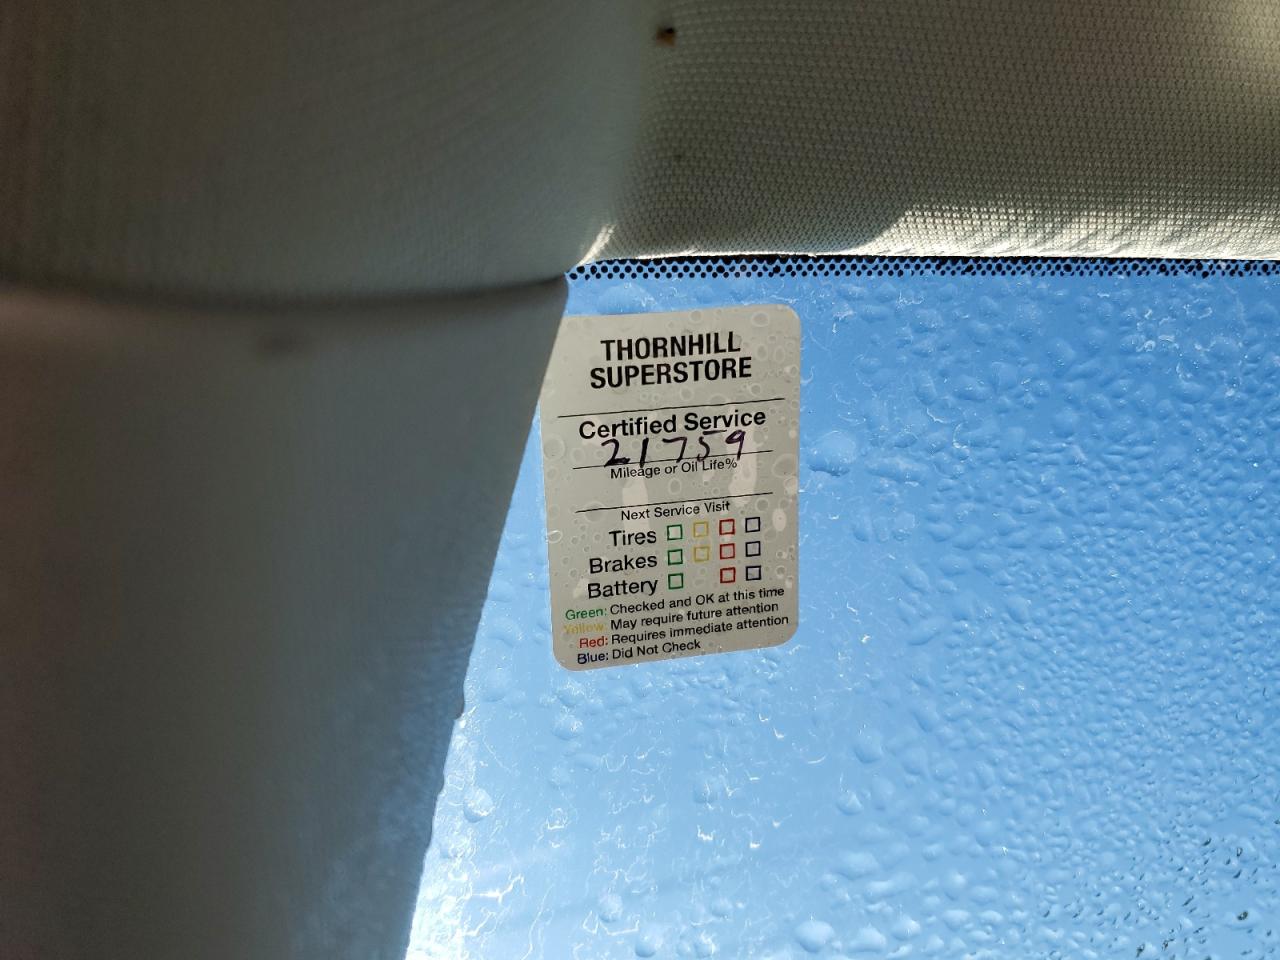 THORNHILL
SUPERSTORE
Certified Service
21759
Mileage or Oil Life%
Next Service Visit
Tires
Brakes
Battery
Green: Checked and OK at this time
Yellow: May require future attention
Red: Requires immediate attention
Blue: Did Not Check